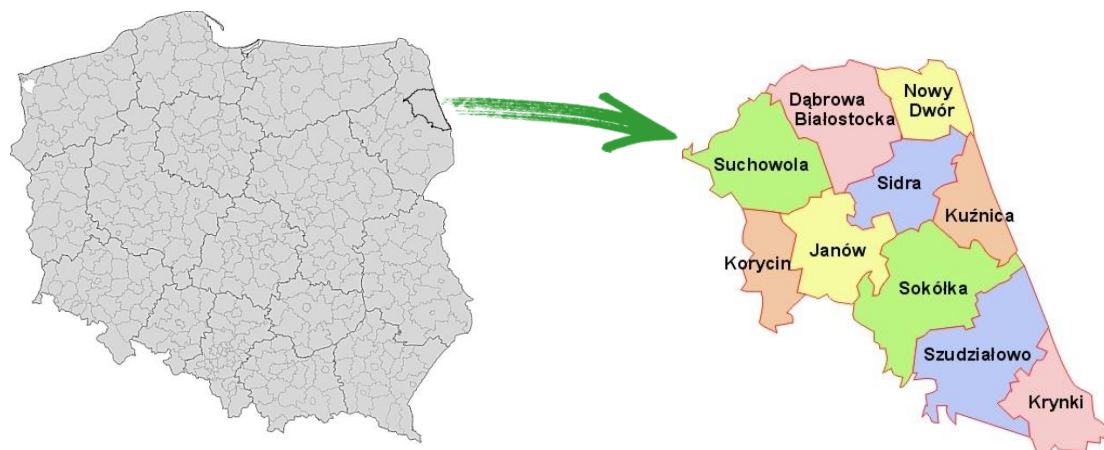 Nowy
Dwór
Dąbrowa
Białostocka
Suchowola
Sidra
Kuźnica
Korycin
Janów
Sokółka
Szudziałowo
Krynki